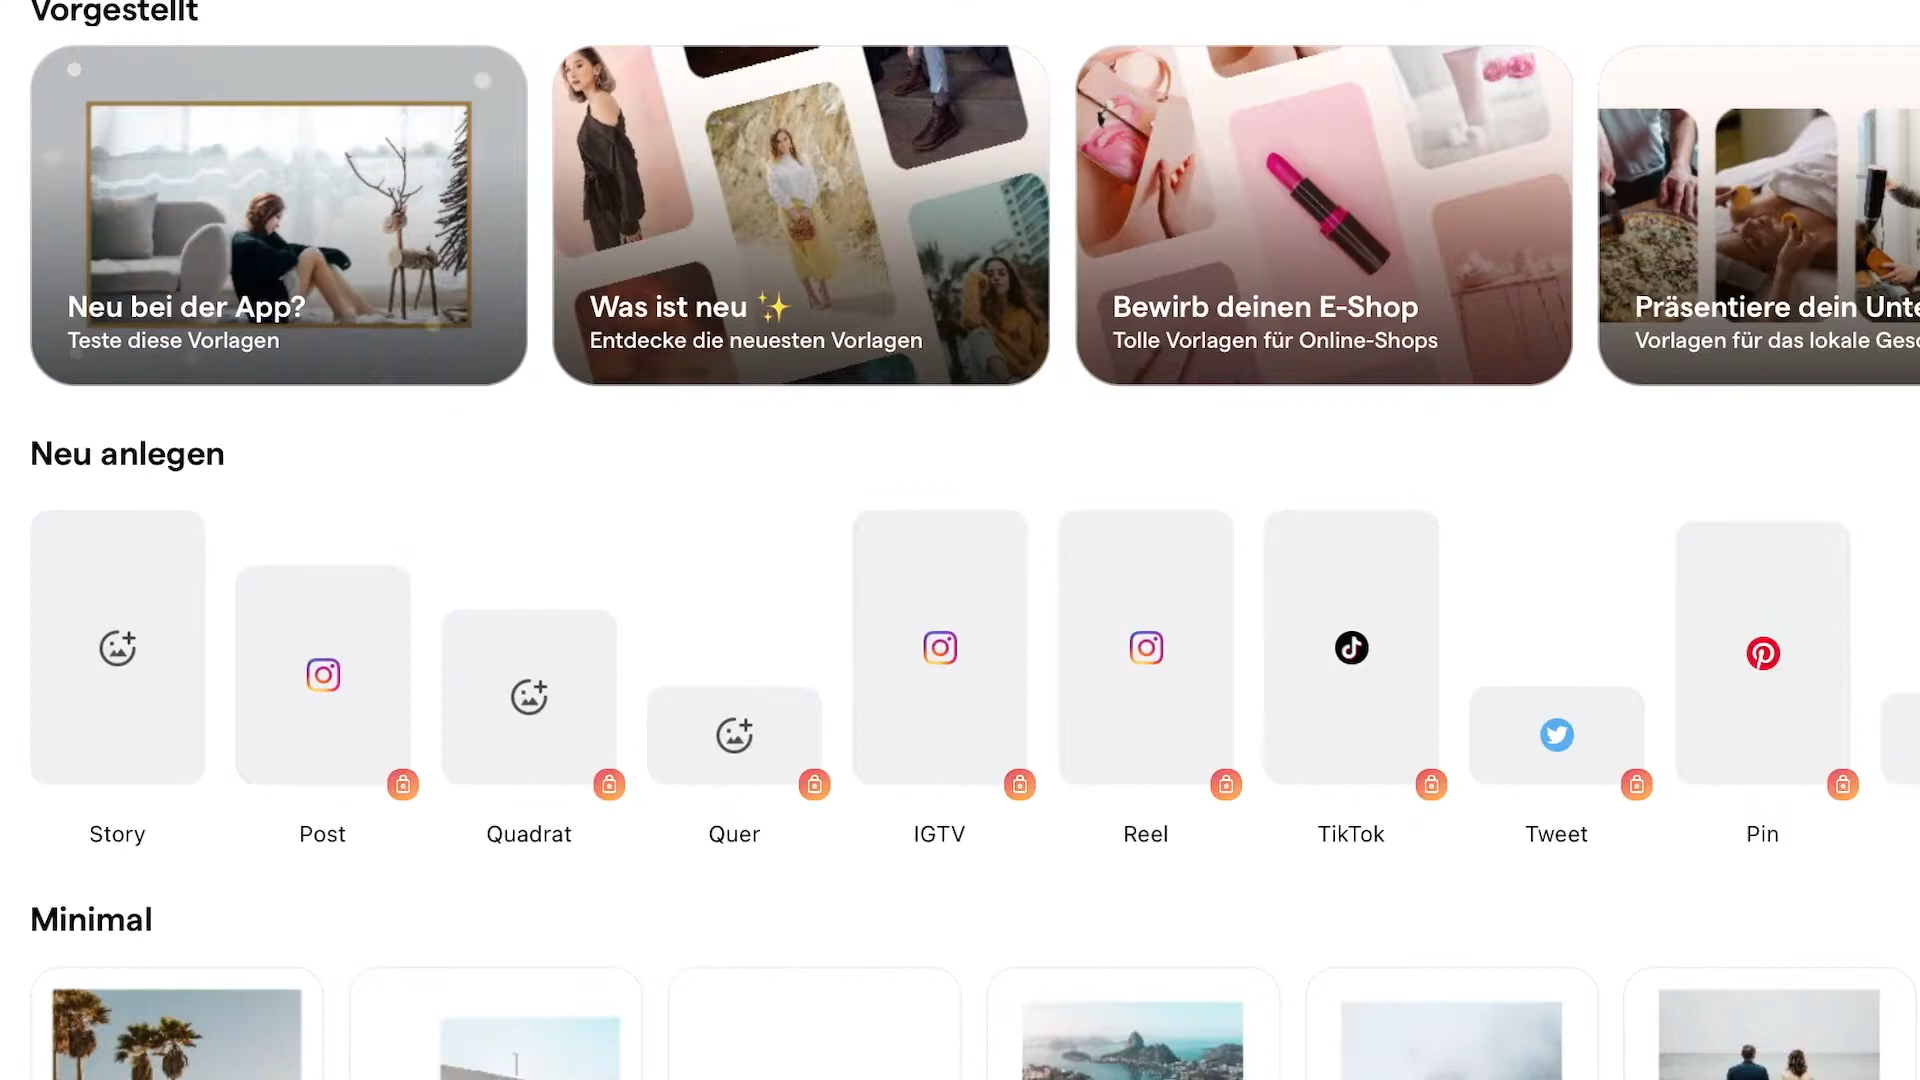 Vorgestellt
Neu bei der App?
Teste diese Vorlagen
Was ist neu ✨
Entdecke die neuesten Vorlagen
Bewirb deinen E-Shop
Tolle Vorlagen für Online-Shops
Präsentiere dein
Vorlagen für das lokale
Neu anlegen
Story
Post
Quadrat
Quer
IGTV
Reel
TikTok
Tweet
Pin
Minimal